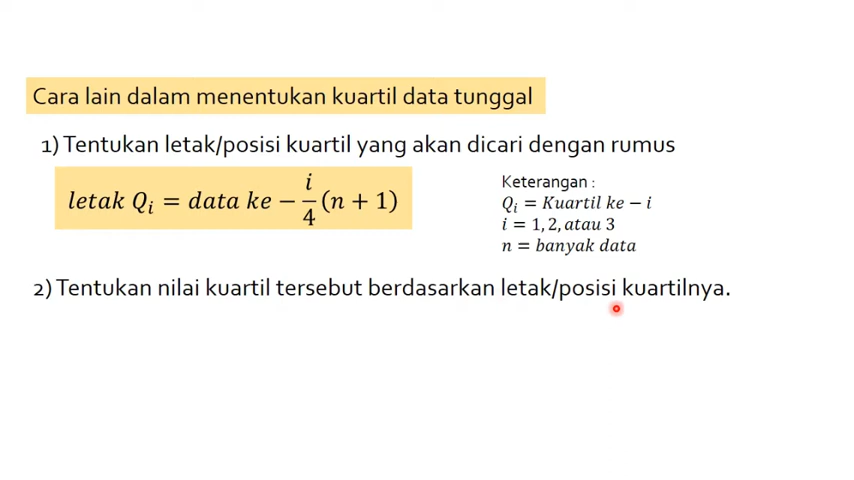 Cara lain dalam menentukan kuartil data tunggal
1) Tentukan letak/posisi kuartil yang akan dicari dengan rumus
letak Qᵢ = data ke − i/4 (n + 1)
Keterangan :
Qᵢ = Kuartil ke − i
i = 1, 2, atau 3
n = banyak data
2) Tentukan nilai kuartil tersebut berdasarkan letak/posisi kuartilnya.